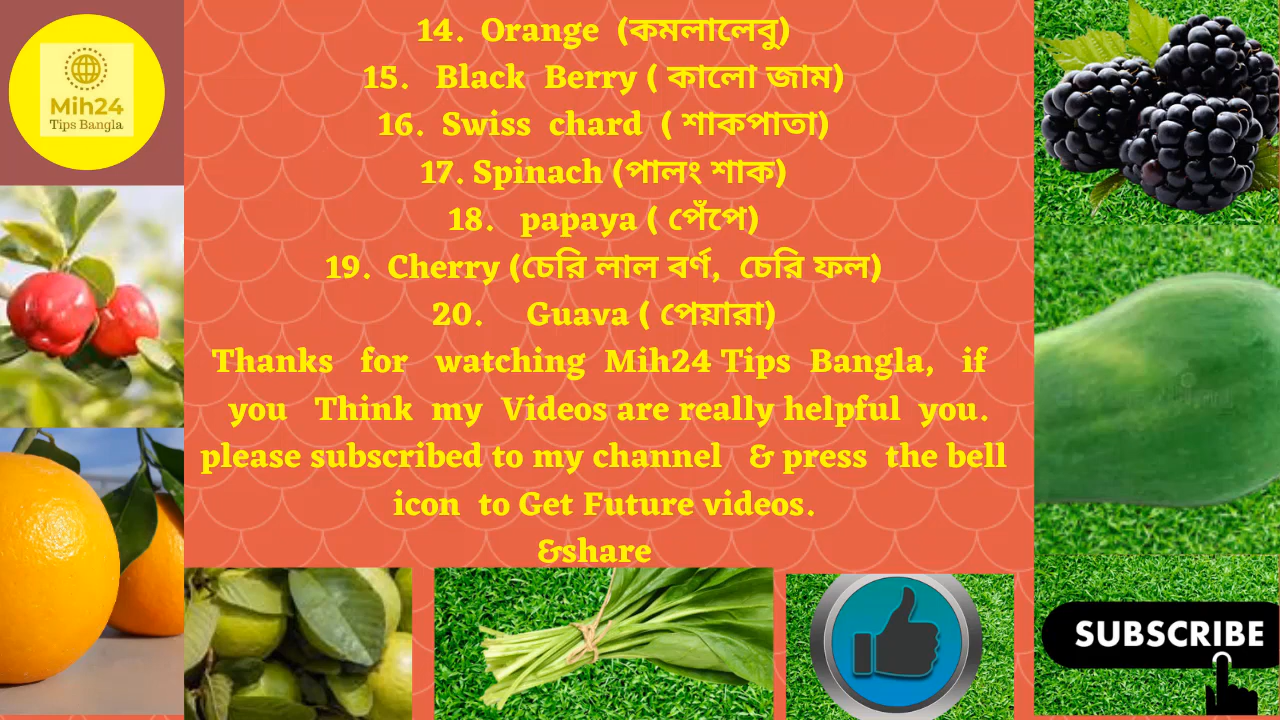 Mih24
Tips Bangla
14. Orange (কমলালেবু)
15. Black Berry ( কালো জাম)
16. Swiss chard ( শাকপাতা)
17. Spinach (পালং শাক)
18. papaya ( পেঁপে)
19. Cherry (চেরি লাল বর্ণ, চেরি ফল)
20. Guava ( পেয়ারা)
Thanks for watching Mih24 Tips Bangla, if
you Think my Videos are really helpful you.
please subscribed to my channel & press the bell
icon to Get Future videos.
&share
SUBSCRIBE